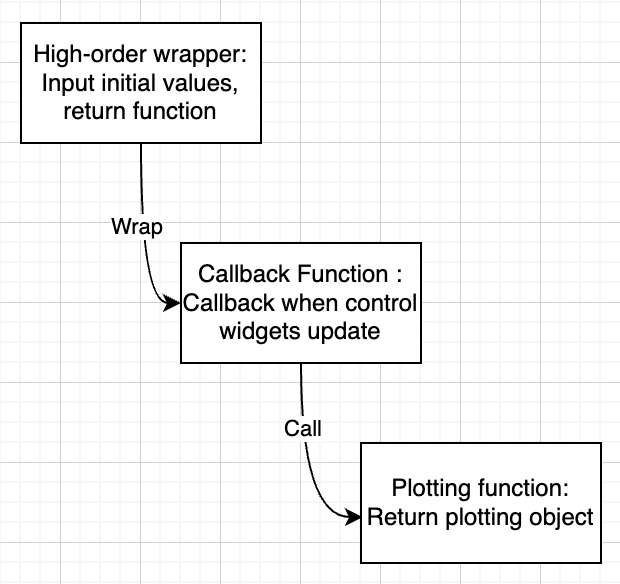 High-order wrapper:
Input initial values,
return function
Wrap
Callback Function :
Callback when control
widgets update
Call
Plotting function:
Return plotting object